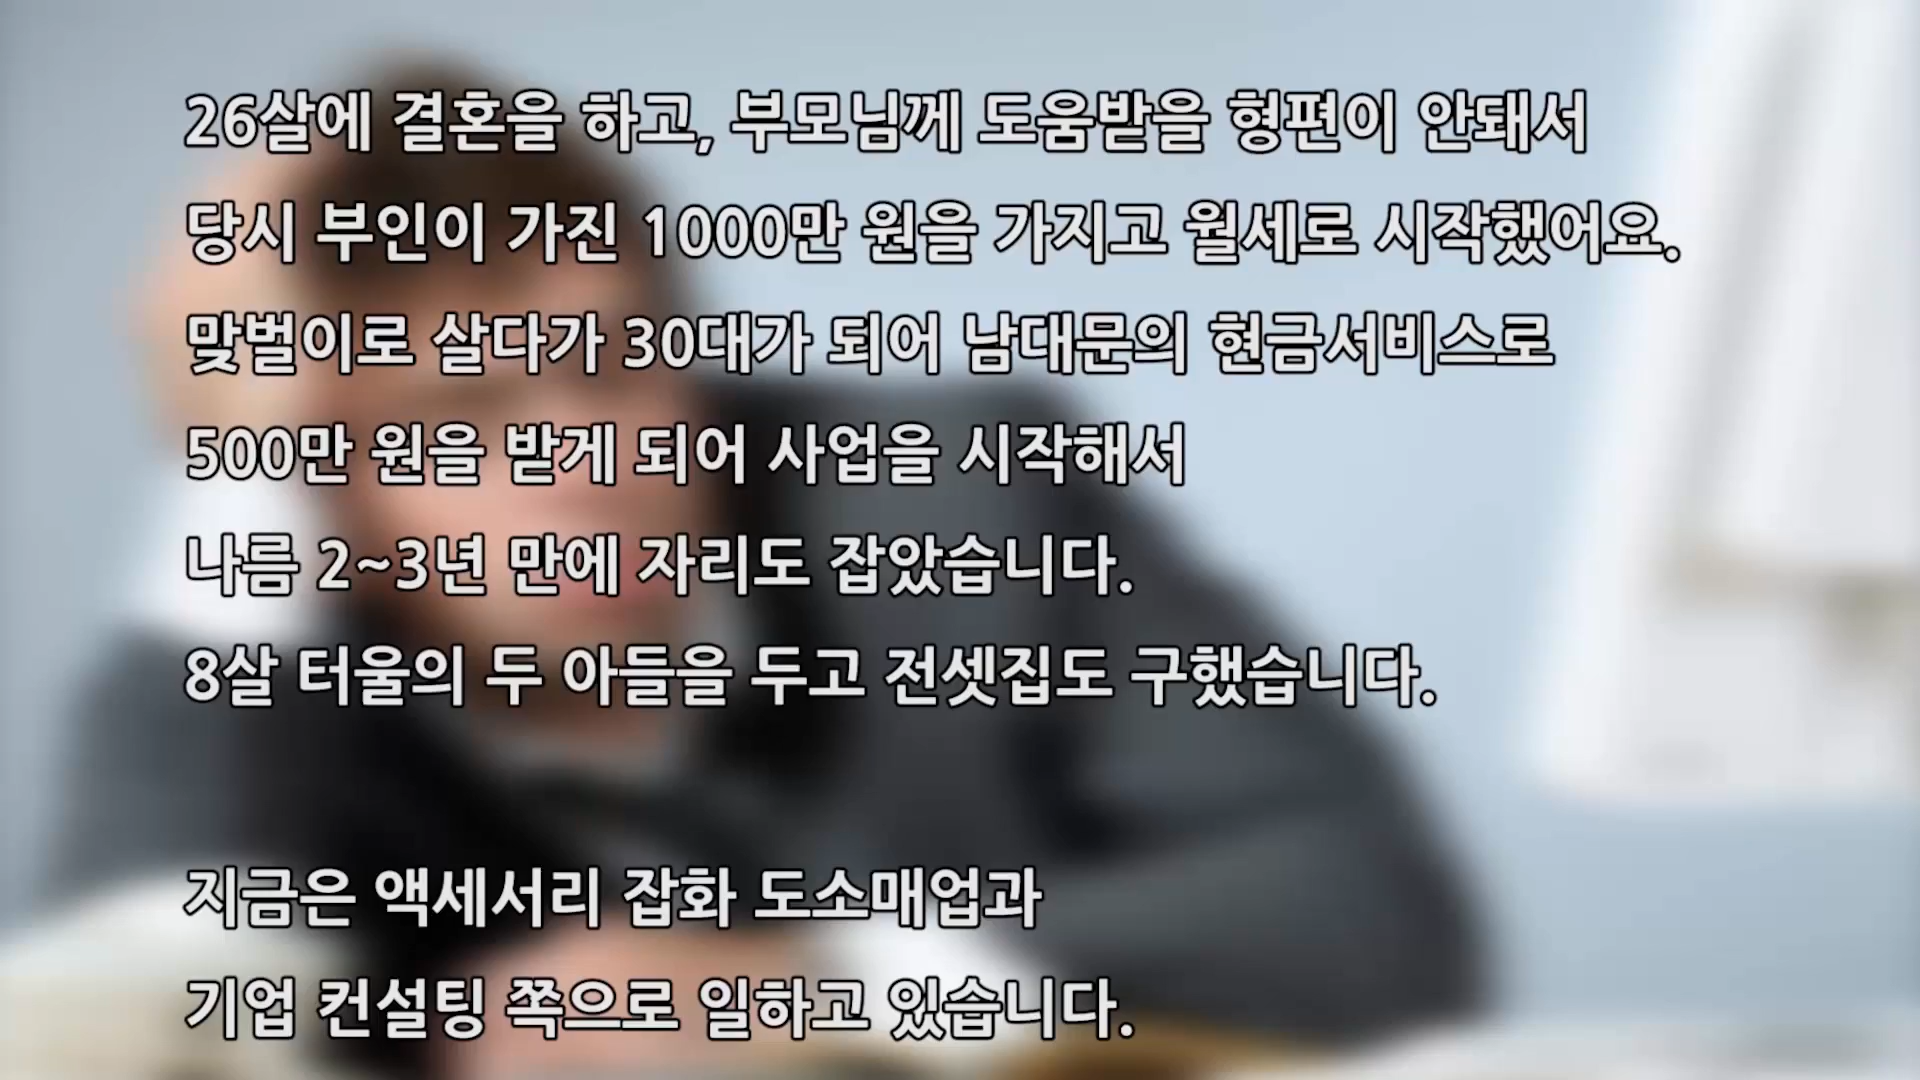 26살에 결혼을 하고, 부모님께 도움받을 형편이 안돼서
당시 부인이 가진 1000만 원을 가지고 월세로 시작했어요.
맞벌이로 살다가 30대가 되어 남대문의 현금서비스로
500만 원을 받게 되어 사업을 시작해서
나름 2~3년 만에 자리도 잡았습니다.
8살 터울의 두 아들을 두고 전셋집도 구했습니다.
지금은 액세서리 잡화 도소매업과
기업 컨설팅 쪽으로 일하고 있습니다.